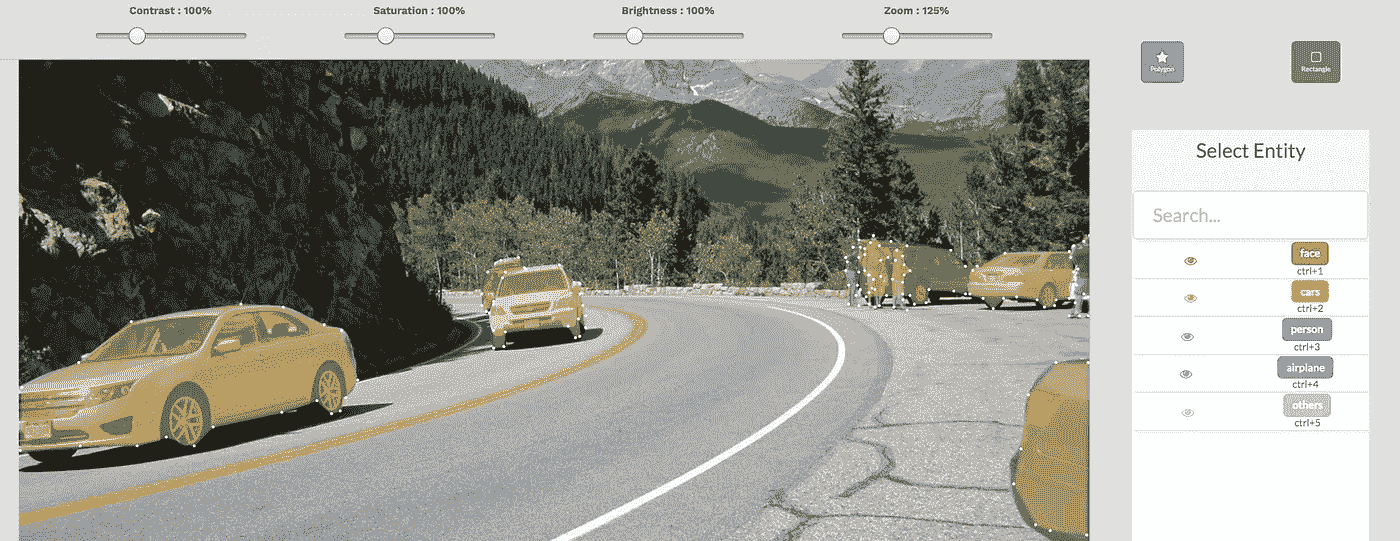 Contrast : 100%
Saturation : 100%
Brightness : 100%
Zoom : 125%
Polygon
Rectangle
Select Entity
Search...
face
ctrl+1
cars
ctrl+2
person
ctrl+3
airplane
ctrl+4
others
ctrl+5